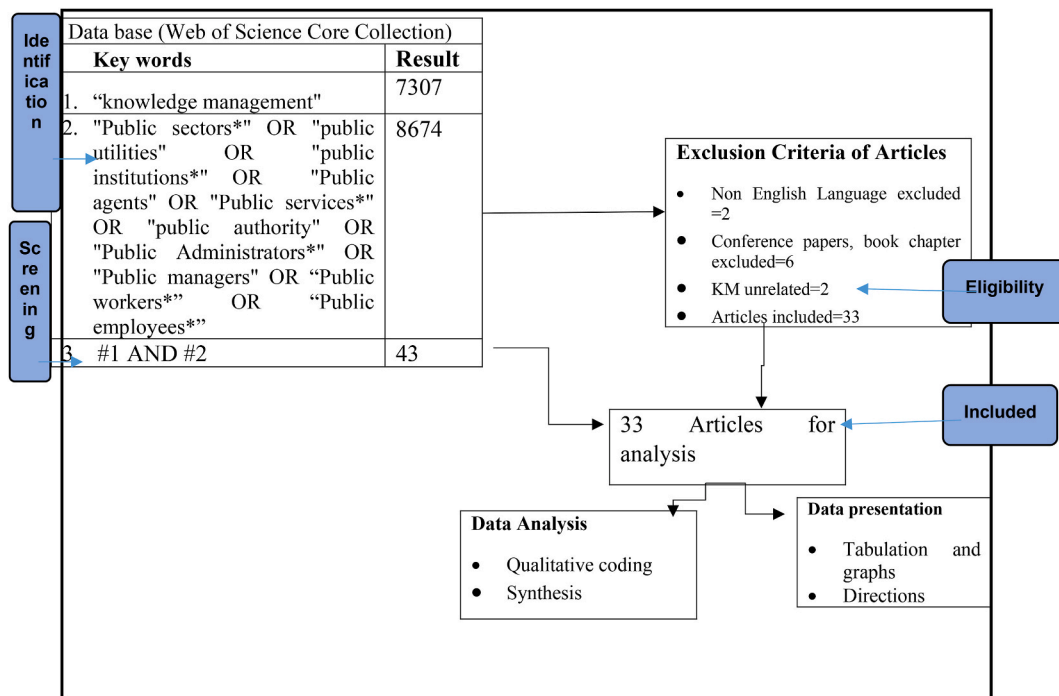 Ide
ntif
ica
tio
n
Data base (Web of Science Core Collection)
Key words Result
1. “knowledge management" 7307
2. "Public sectors*" OR "public 8674
utilities" OR "public
institutions*" OR "Public
agents" OR "Public services*"
OR "public authority" OR
"Public Administrators*" OR
"Public managers" OR “Public
workers*” OR “Public
employees*”
3. #1 AND #2 43
Sc
re
en
in
g
Exclusion Criteria of Articles
• Non English Language excluded
=2
• Conference papers, book chapter
excluded=6
• KM unrelated=2
• Articles included=33
Eligibility
Included
33 Articles for
analysis
Data Analysis
• Qualitative coding
• Synthesis
Data presentation
• Tabulation and
graphs
• Directions